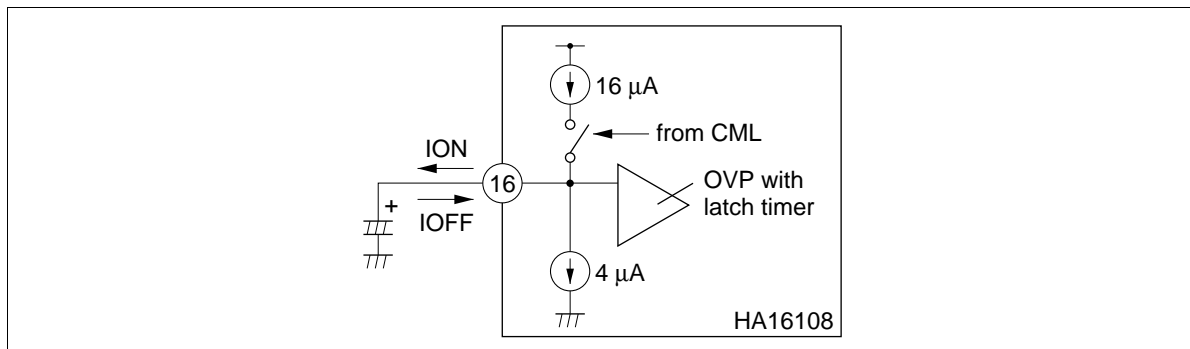 16 μA
from CML
ION
16
OVP with
latch timer
+
IOFF
4 μA
HA16108